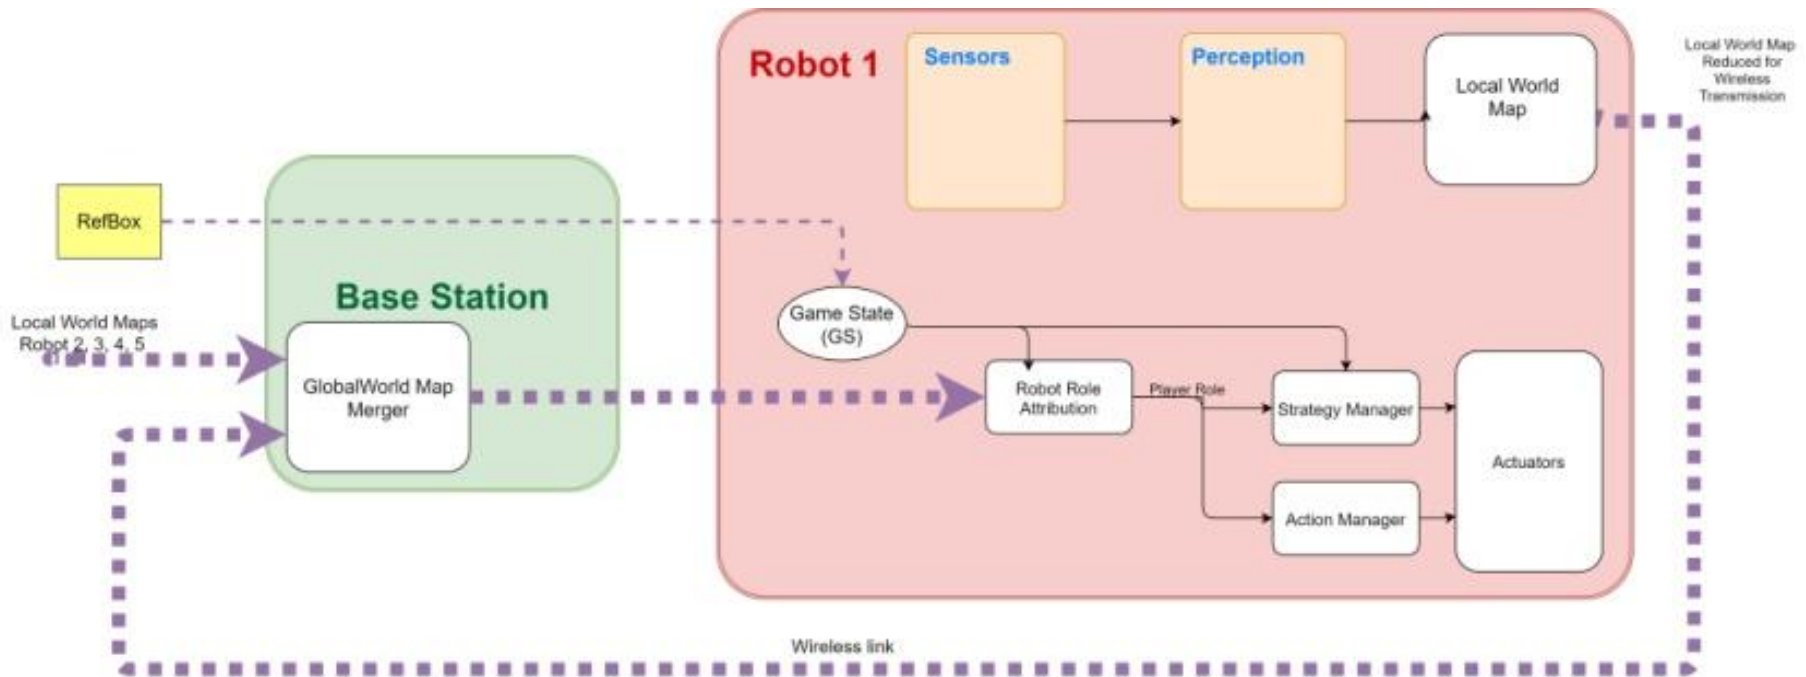 Robot 1
Sensors
Perception
Local World
Map
Local World Map
Reduced for
Wireless
Transmission
RefBox
Base Station
Local World Maps
Robot 2, 3, 4, 5
GlobalWorld Map
Merger
Game State
(GS)
Robot Role
Attribution
Player Role
Strategy Manager
Action Manager
Actuators
Wireless link